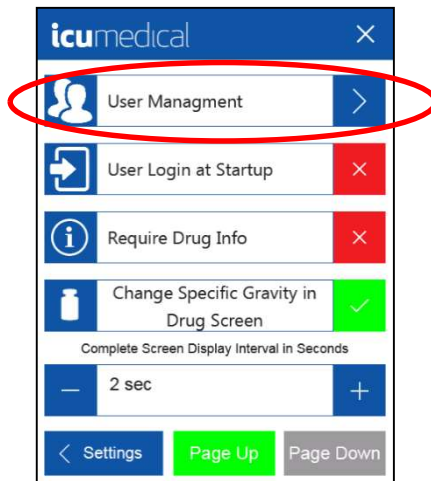 icumedical
User Managment
User Login at Startup
Require Drug Info
Change Specific Gravity in
Drug Screen
Complete Screen Display Interval in Seconds
2 sec
Settings Page Up Page Down